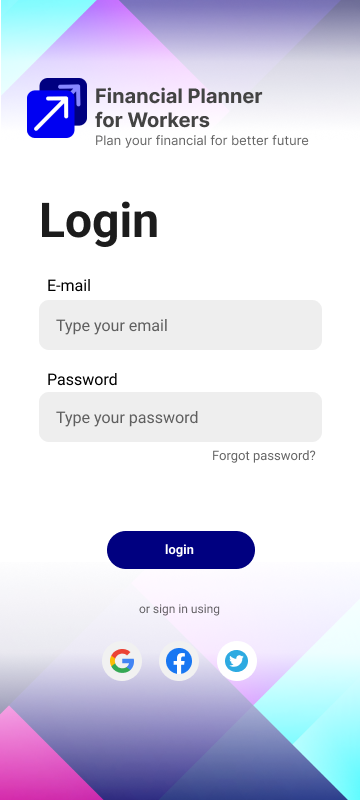 Financial Planner
for Workers
Plan your financial for better future
Login
E-mail
Type your email
Password
Type your password
Forgot password?
login
or sign in using